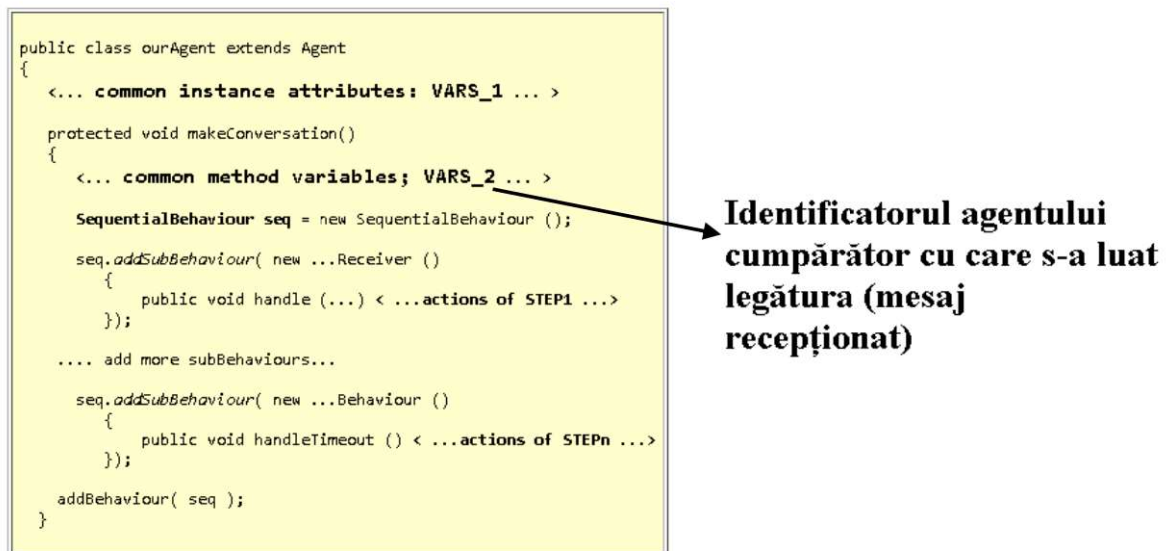 public class ourAgent extends Agent
{
<... common instance attributes: VARS_1 ... >
protected void makeConversation()
{
<... common method variables; VARS_2 ... >
SequentialBehaviour seq = new SequentialBehaviour ();
seq.addSubBehaviour( new ...Receiver ()
{
public void handle (...) < ...actions of STEP1 ...>
});
.... add more subBehaviours...
seq.addSubBehaviour( new ...Behaviour ()
{
public void handleTimeout () < ...actions of STEPn ...>
});
addBehaviour( seq );
}
Identificatorul agentului
cumpărător cu care s-a luat
legătura (mesaj
recepționat)